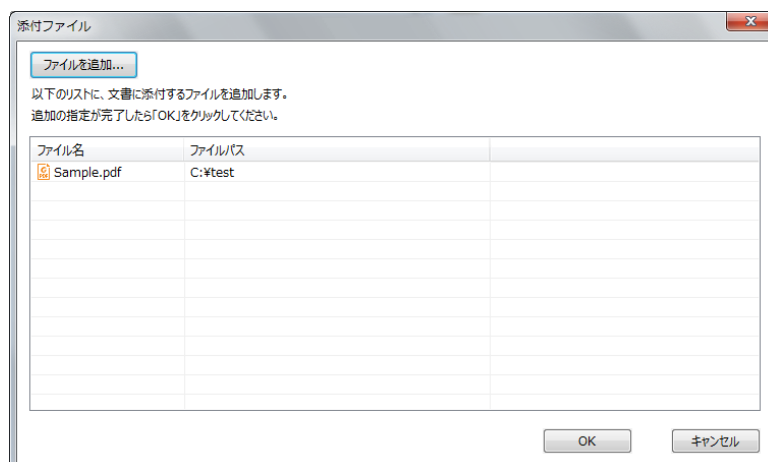 添付ファイル
ファイルを追加...
以下のリストに、文書に添付するファイルを追加します。
追加の指定が完了したら「OK」をクリックしてください。
ファイル名 ファイルパス
Sample.pdf C:¥test
OK キャンセル